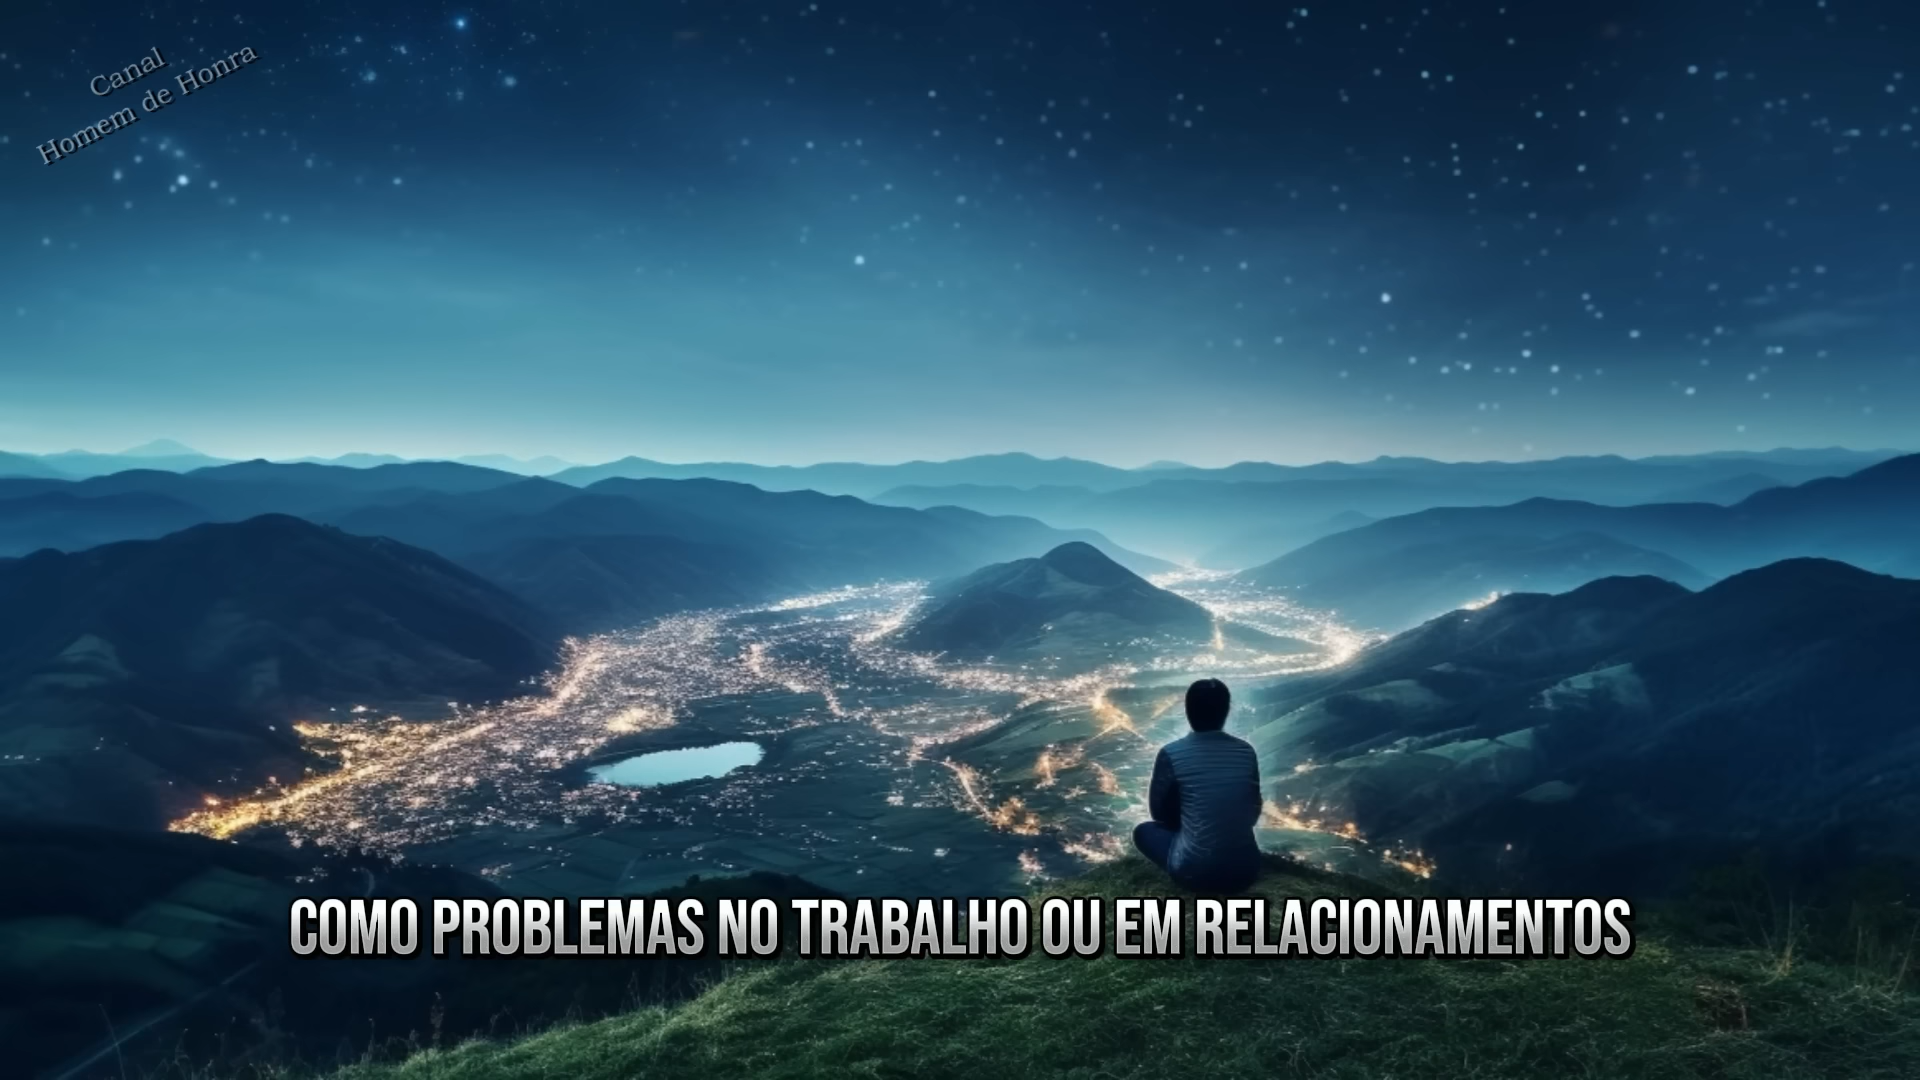 Canal
Homem de Honra
COMO PROBLEMAS NO TRABALHO OU EM RELACIONAMENTOS